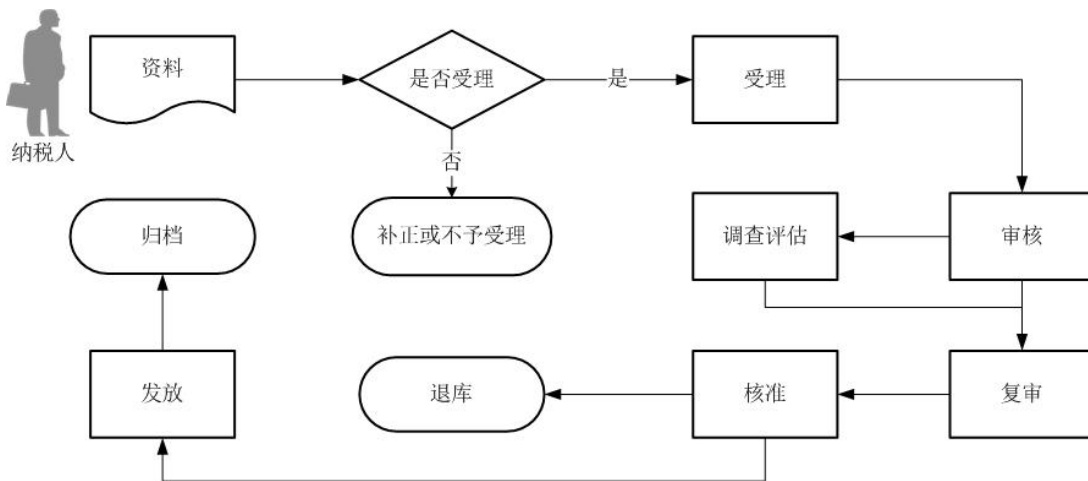 资料
是否受理
是
受理
纳税人
否
归档
补正或不予受理
调查评估
审核
发放
退库
核准
复审